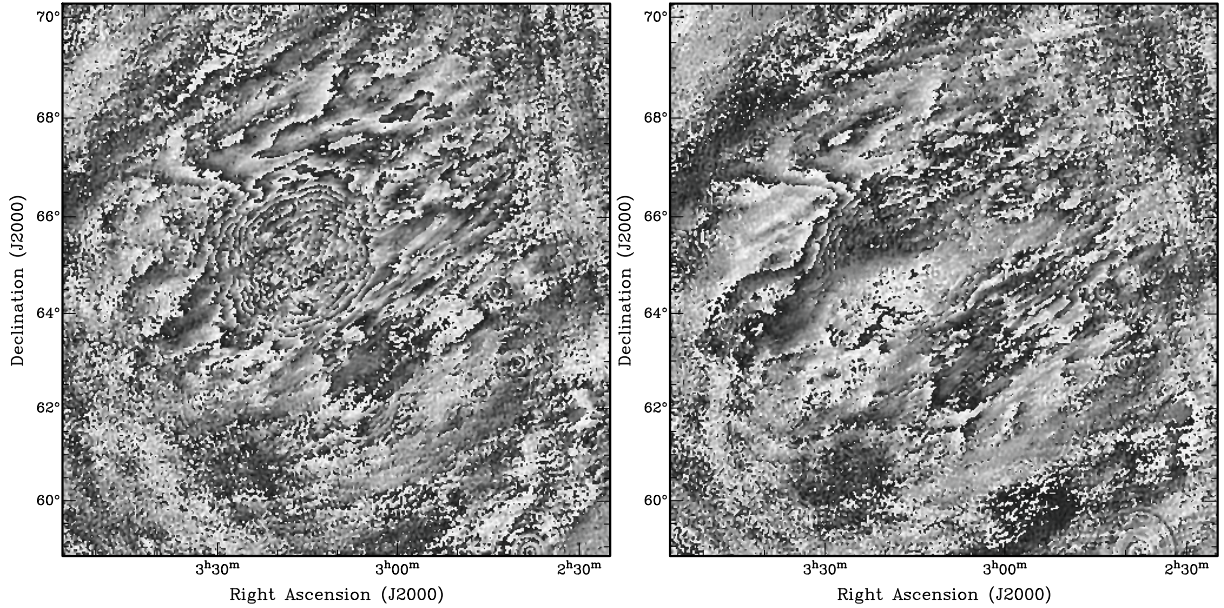 70°
68°
66°
64°
62°
60°
Declination (J2000)
3ʰ30ᵐ 3ʰ00ᵐ 2ʰ30ᵐ
Right Ascension (J2000)
70°
68°
66°
64°
62°
60°
Declination (J2000)
3ʰ30ᵐ 3ʰ00ᵐ 2ʰ30ᵐ
Right Ascension (J2000)